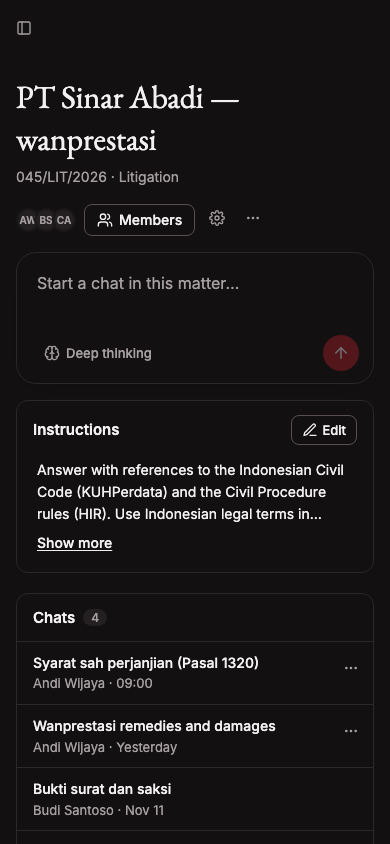 PT Sinar Abadi —
wanprestasi
045/LIT/2026 · Litigation
AW BS CA
Members
Start a chat in this matter...
Deep thinking
Instructions
Edit
Answer with references to the Indonesian Civil
Code (KUHPerdata) and the Civil Procedure
rules (HIR). Use Indonesian legal terms in...
Show more
Chats 4
Syarat sah perjanjian (Pasal 1320)
Andi Wijaya · 09:00
Wanprestasi remedies and damages
Andi Wijaya · Yesterday
Bukti surat dan saksi
Budi Santoso · Nov 11